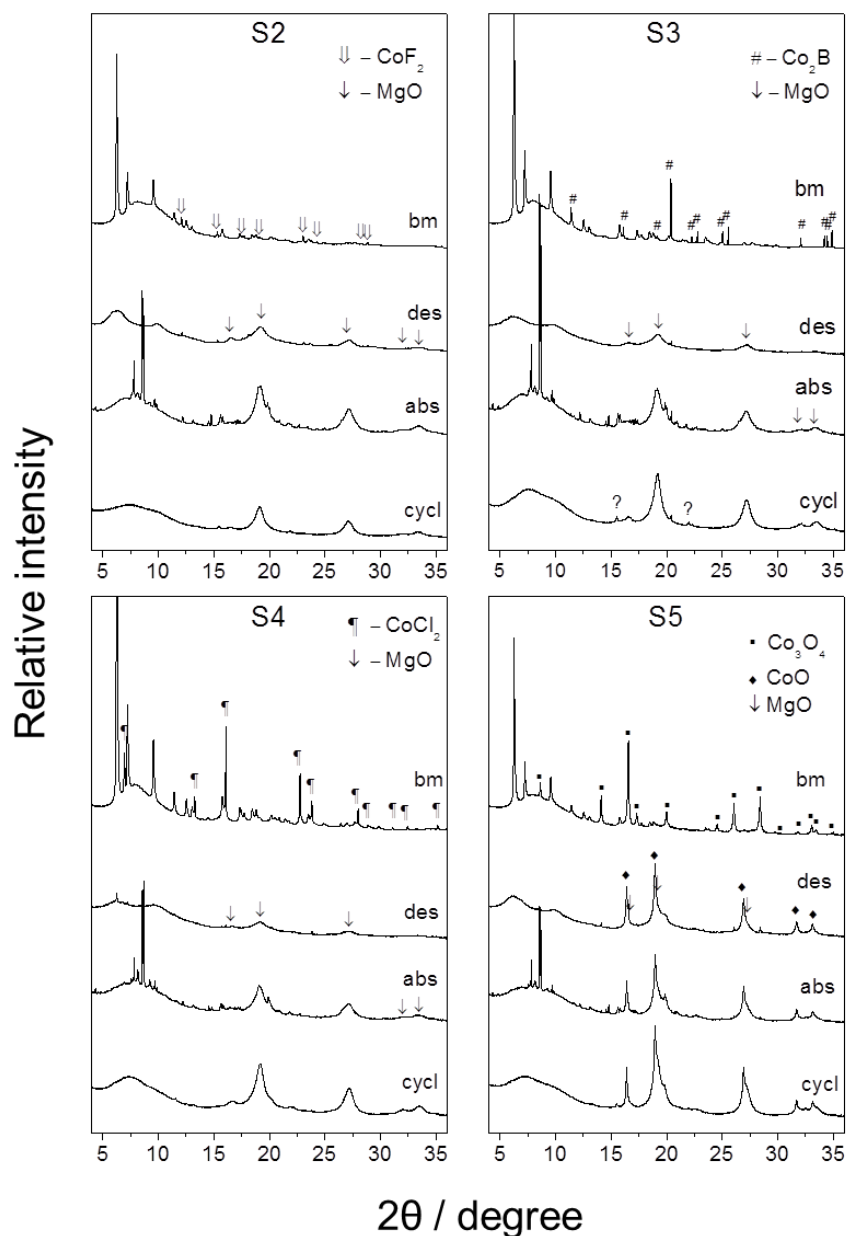 Relative intensity
S2
⇓ – CoF₂
↓ – MgO
bm
des
abs
cycl
5 10 15 20 25 30 35
S3
# – Co₂B
↓ – MgO
# # # # # # # # # # # # #
bm
des
abs
? ?
cycl
5 10 15 20 25 30 35
S4
¶ – CoCl₂
↓ – MgO
¶ ¶ ¶ ¶ ¶ ¶ ¶ ¶ ¶ ¶
bm
des
abs
cycl
5 10 15 20 25 30 35
S5
▪ Co₃O₄
♦ CoO
↓ MgO
bm
des
abs
cycl
5 10 15 20 25 30 35
2θ / degree